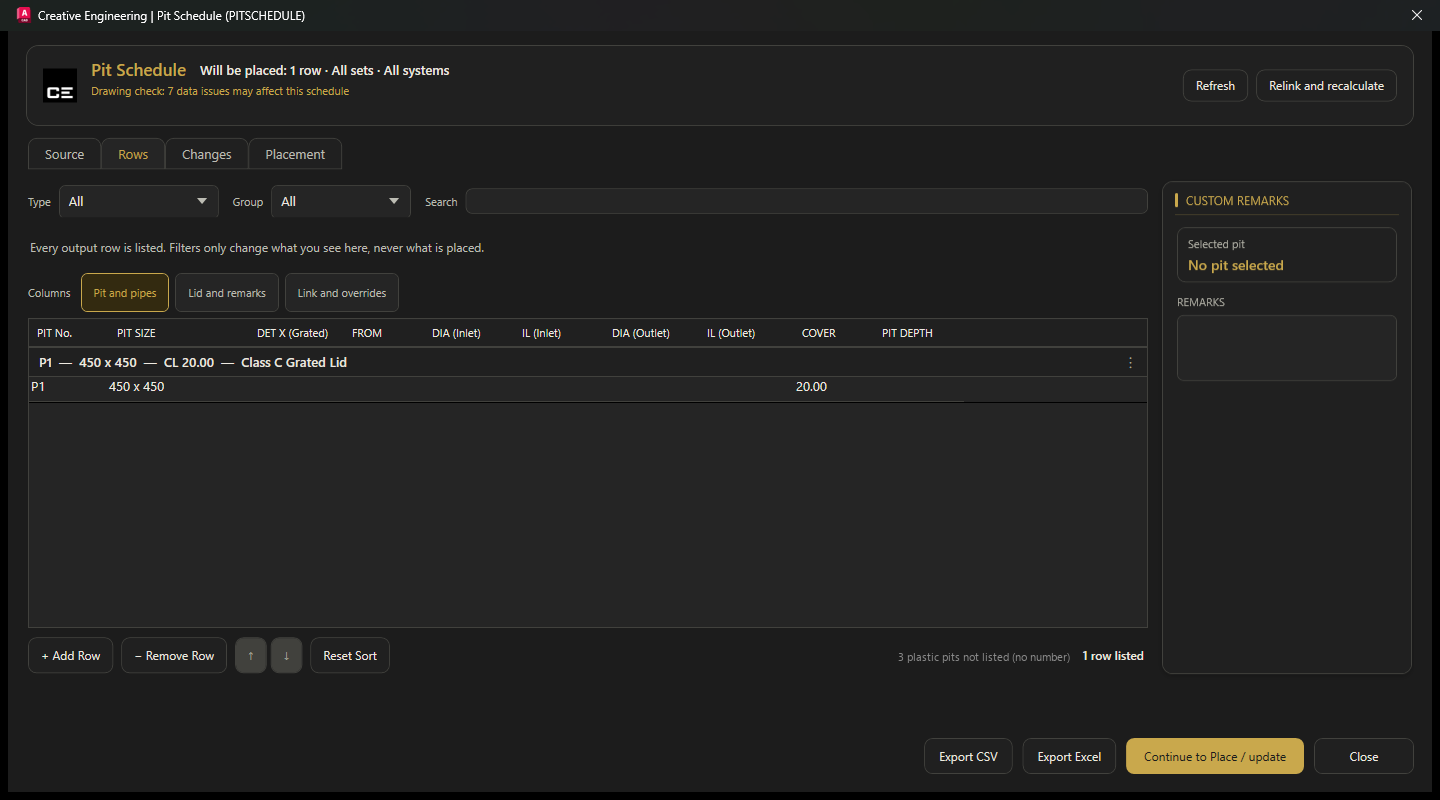 Creative Engineering | Pit Schedule (PITSCHEDULE)
CE
Pit Schedule Will be placed: 1 row · All sets · All systems
Drawing check: 7 data issues may affect this schedule
Refresh Relink and recalculate
Source Rows Changes Placement
Type All Group All Search
Every output row is listed. Filters only change what you see here, never what is placed.
Columns Pit and pipes Lid and remarks Link and overrides
PIT No. PIT SIZE DET X (Grated) FROM DIA (Inlet) IL (Inlet) DIA (Outlet) IL (Outlet) COVER PIT DEPTH
P1 — 450 x 450 — CL 20.00 — Class C Grated Lid
P1 450 x 450 20.00
+ Add Row − Remove Row ↑ ↓ Reset Sort
3 plastic pits not listed (no number) 1 row listed
CUSTOM REMARKS
Selected pit
No pit selected
REMARKS
Export CSV Export Excel Continue to Place / update Close